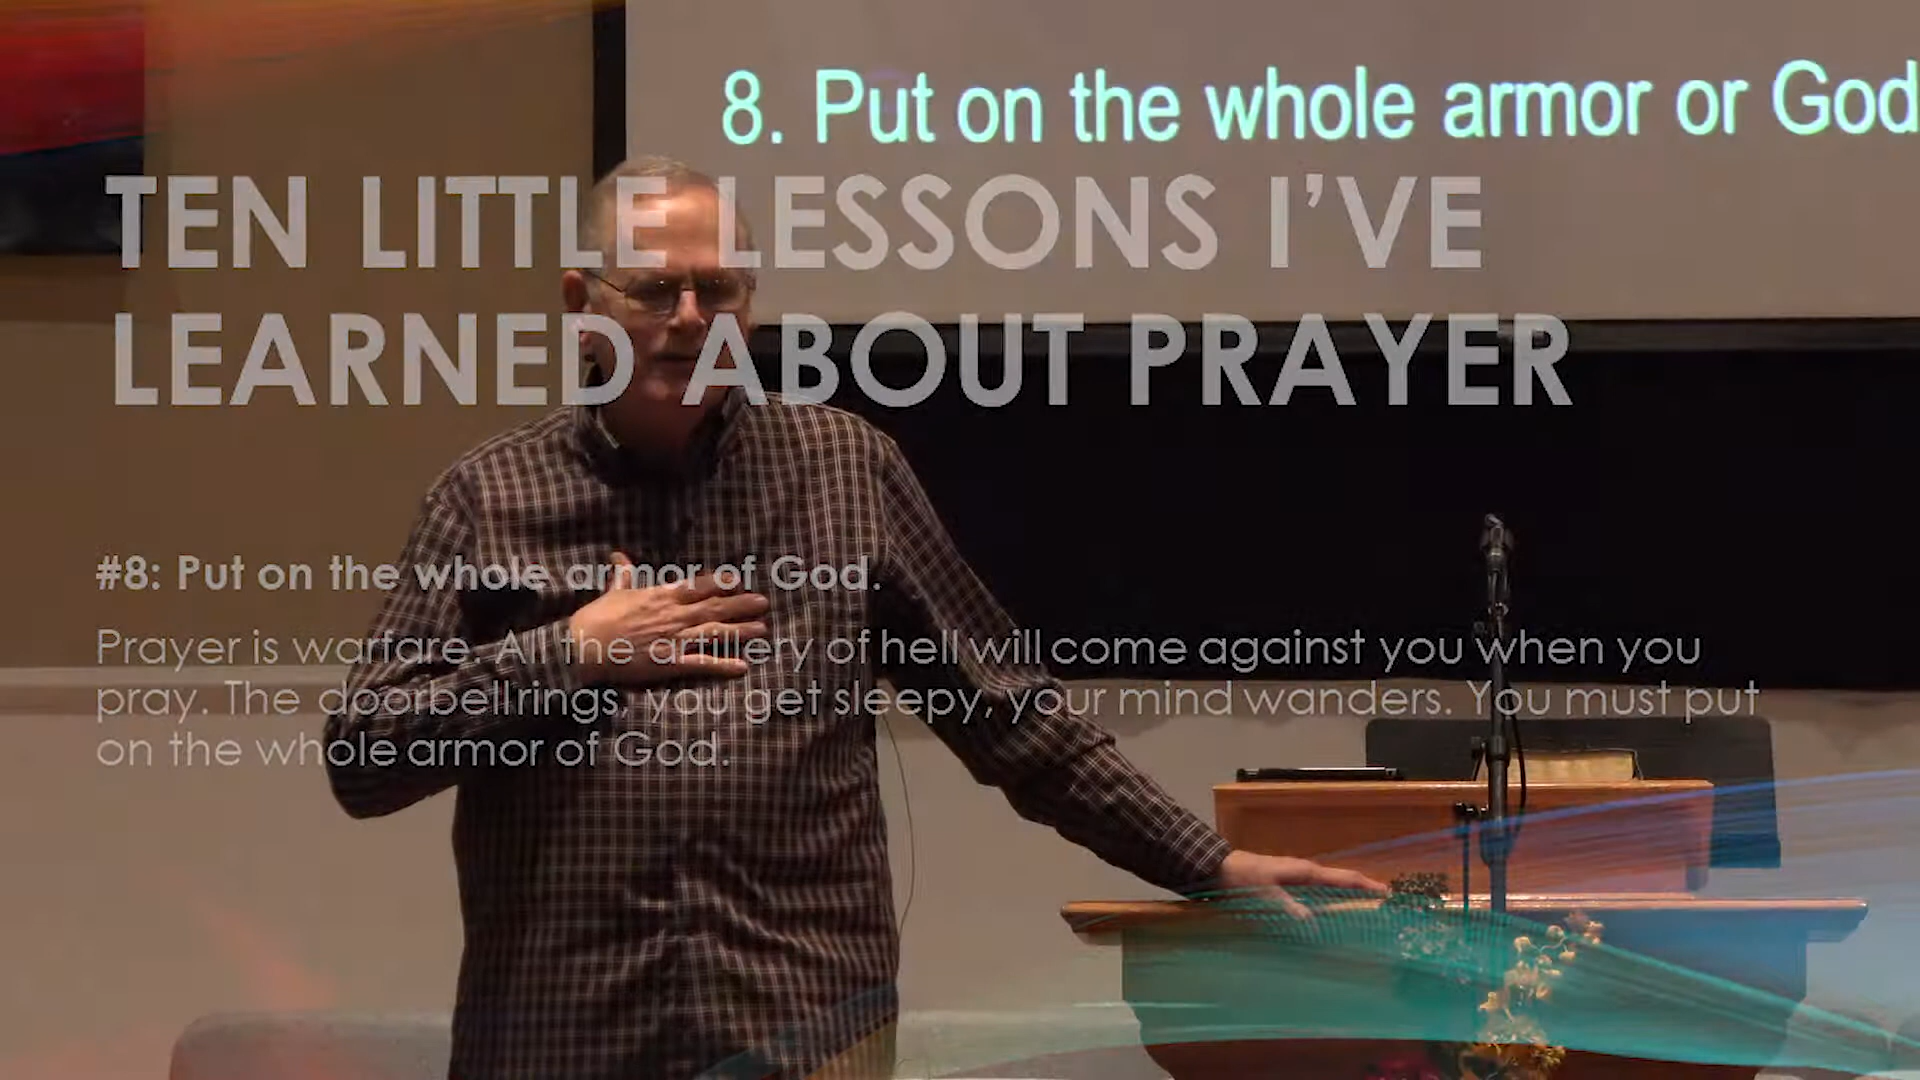 8. Put on the whole armor or God
TEN LITTLE LESSONS I'VE
LEARNED ABOUT PRAYER
#8: Put on the whole armor of God.
Prayer is warfare. All the artillery of hell will come against you when you
pray. The doorbell rings, you get sleepy, your mind wanders. You must put
on the whole armor of God.